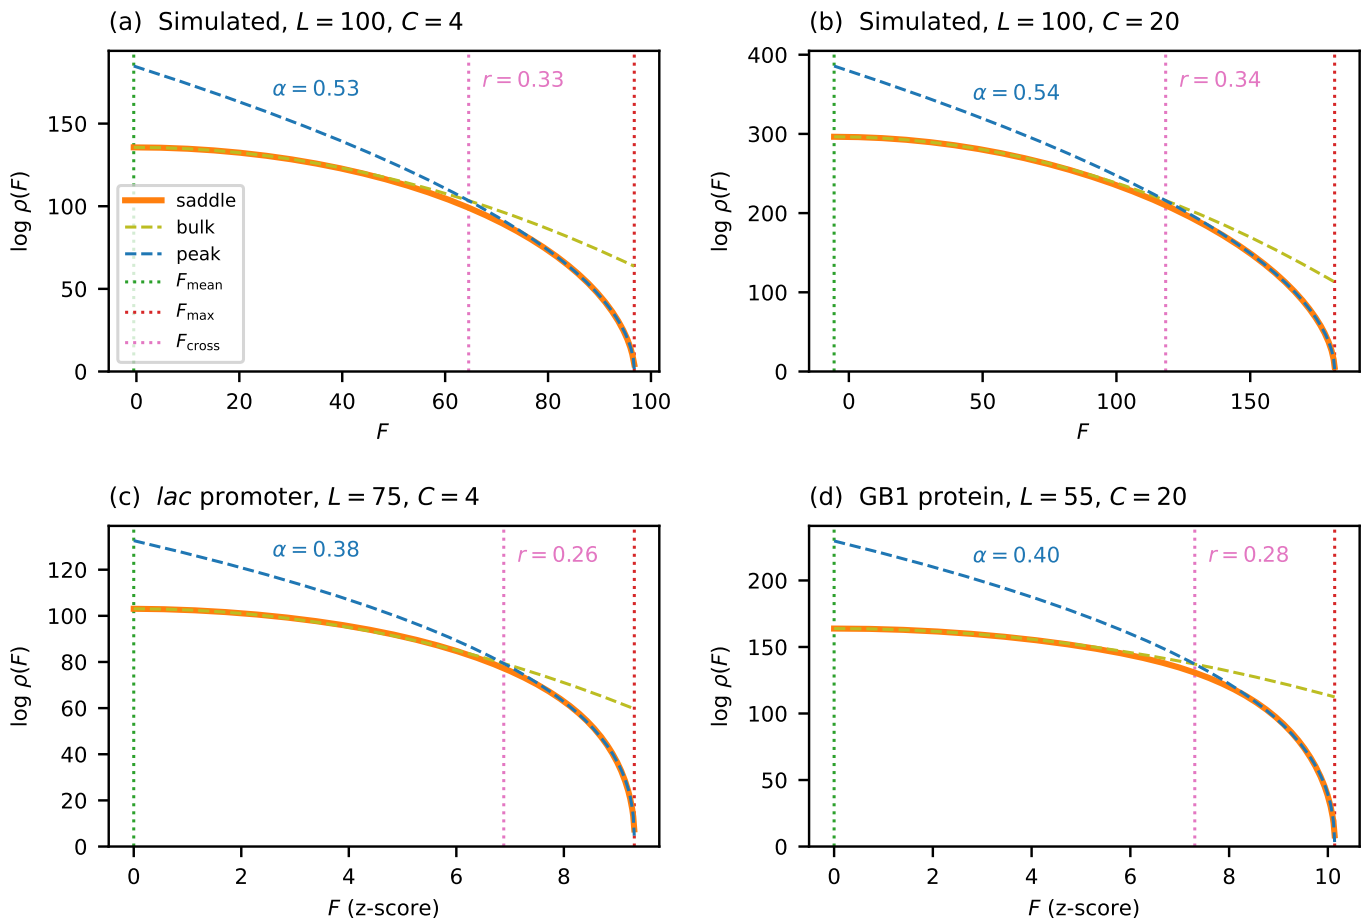 (a) Simulated, L = 100, C = 4
α = 0.53
r = 0.33
log ρ(F)
150
100
50
0
saddle
bulk
peak
F_mean
F_max
F_cross
0 20 40 60 80 100
F
(b) Simulated, L = 100, C = 20
α = 0.54
r = 0.34
log ρ(F)
400
300
200
100
0
0 50 100 150
F
(c) lac promoter, L = 75, C = 4
α = 0.38
r = 0.26
log ρ(F)
120
100
80
60
40
20
0
0 2 4 6 8
F (z-score)
(d) GB1 protein, L = 55, C = 20
α = 0.40
r = 0.28
log ρ(F)
200
150
100
50
0
0 2 4 6 8 10
F (z-score)